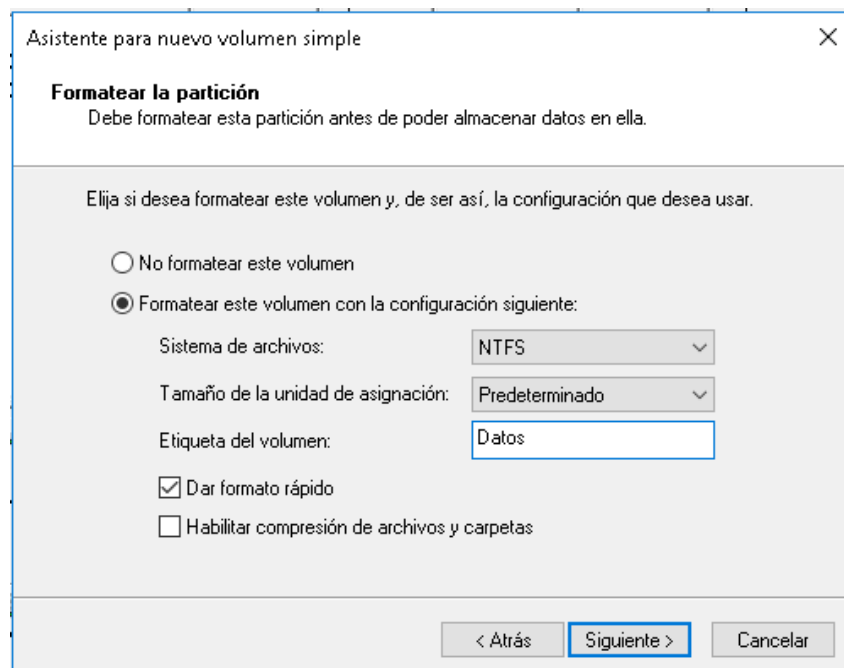 Asistente para nuevo volumen simple
Formatear la partición
Debe formatear esta partición antes de poder almacenar datos en ella.
Elija si desea formatear este volumen y, de ser así, la configuración que desea usar.
No formatear este volumen
Formatear este volumen con la configuración siguiente:
Sistema de archivos: NTFS
Tamaño de la unidad de asignación: Predeterminado
Etiqueta del volumen: Datos
Dar formato rápido
Habilitar compresión de archivos y carpetas
< Atrás Siguiente > Cancelar